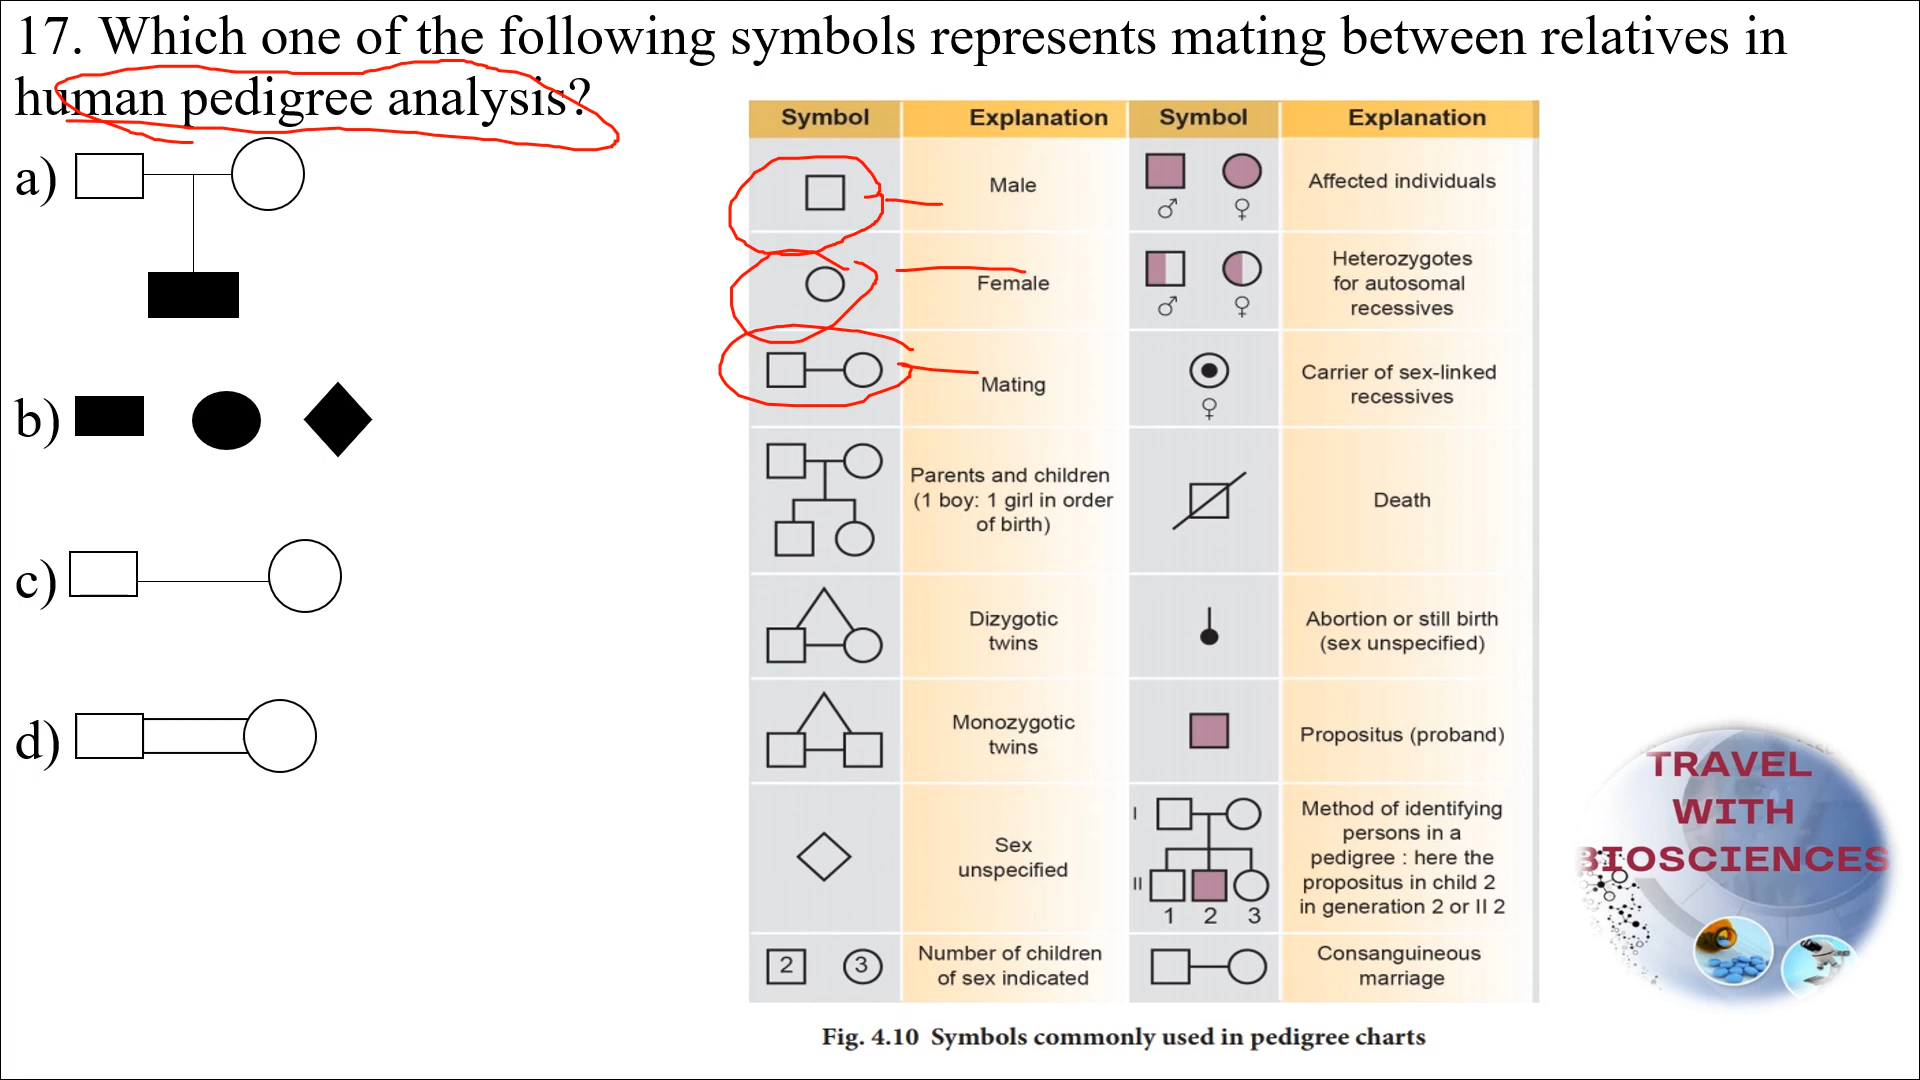 17. Which one of the following symbols represents mating between relatives in
human pedigree analysis?
a)
b)
c)
d)
Symbol Explanation Symbol Explanation
Male
♂ ♀
Affected individuals
Female
♂ ♀
Heterozygotes
for autosomal
recessives
Mating
♀
Carrier of sex-linked
recessives
Parents and children
(1 boy: 1 girl in order
of birth)
Death
Dizygotic
twins
Abortion or still birth
(sex unspecified)
Monozygotic
twins
Propositus (proband)
Sex
unspecified
I
II
1 2 3
Method of identifying
persons in a
pedigree : here the
propositus in child 2
in generation 2 or II 2
2 3
Number of children
of sex indicated
Consanguineous
marriage
Fig. 4.10 Symbols commonly used in pedigree charts
TRAVEL
WITH
BIOSCIENCES